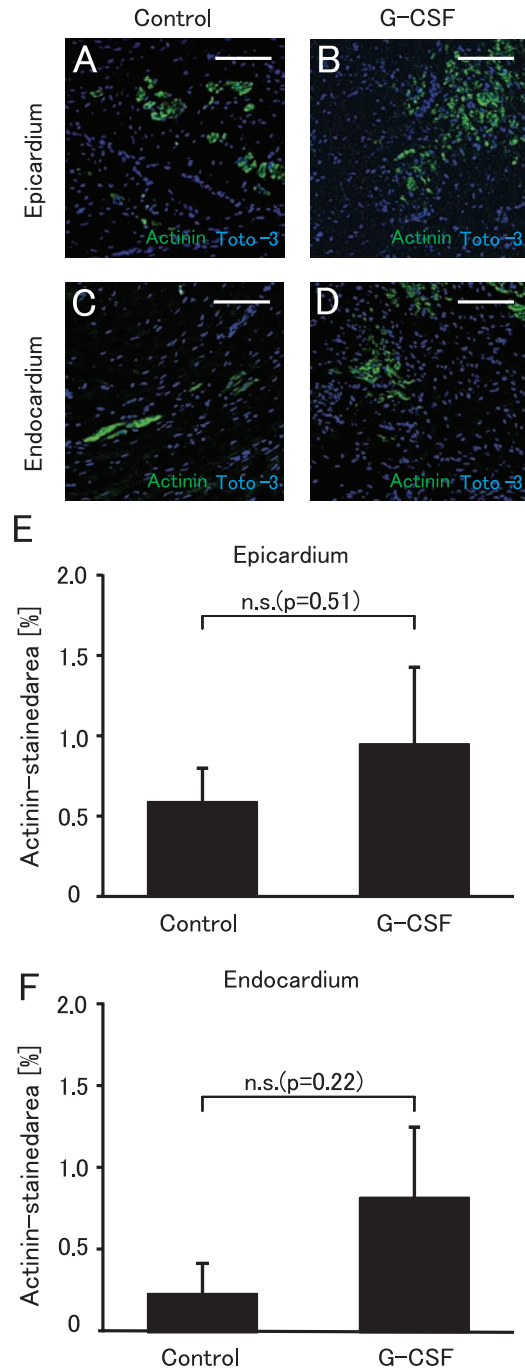 Control G-CSF
Epicardium
A
Actinin Toto-3
B
Actinin Toto-3
Endocardium
C
Actinin Toto-3
D
Actinin Toto-3
E
Epicardium
Actinin-stainedarea [%]
2.0
1.5
1.0
0.5
0
n.s.(p=0.51)
Control G-CSF
F
Endocardium
Actinin-stainedarea [%]
2.0
1.5
1.0
0.5
0
n.s.(p=0.22)
Control G-CSF